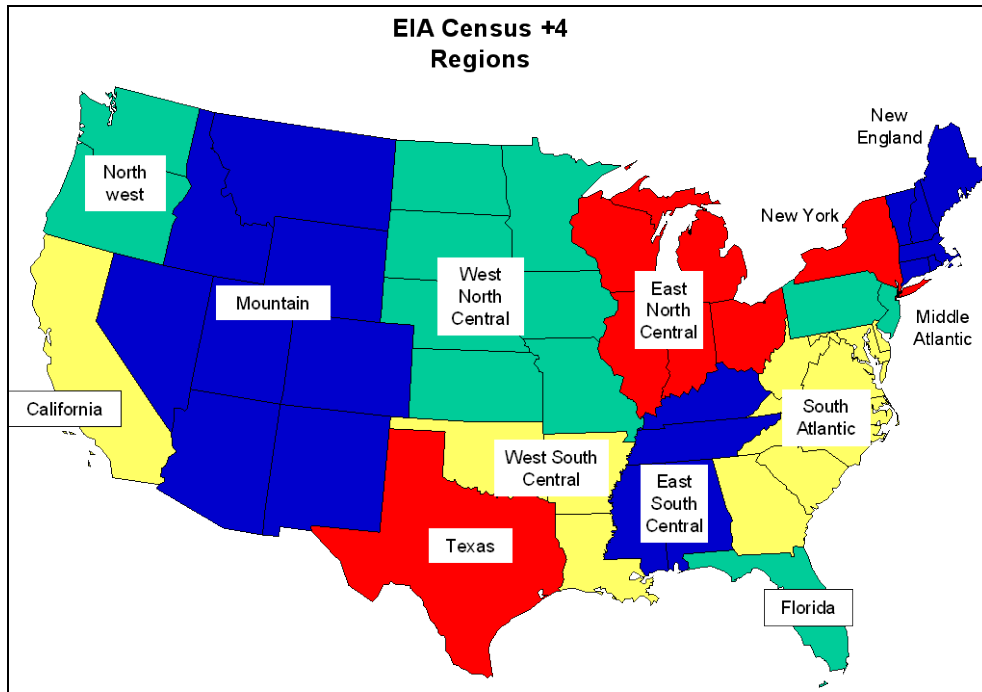 EIA Census +4
Regions
New
England
North
west
New York
West
North
Central
East
North
Central
Mountain
Middle
Atlantic
California
South
Atlantic
West South
Central
East
South
Central
Texas
Florida